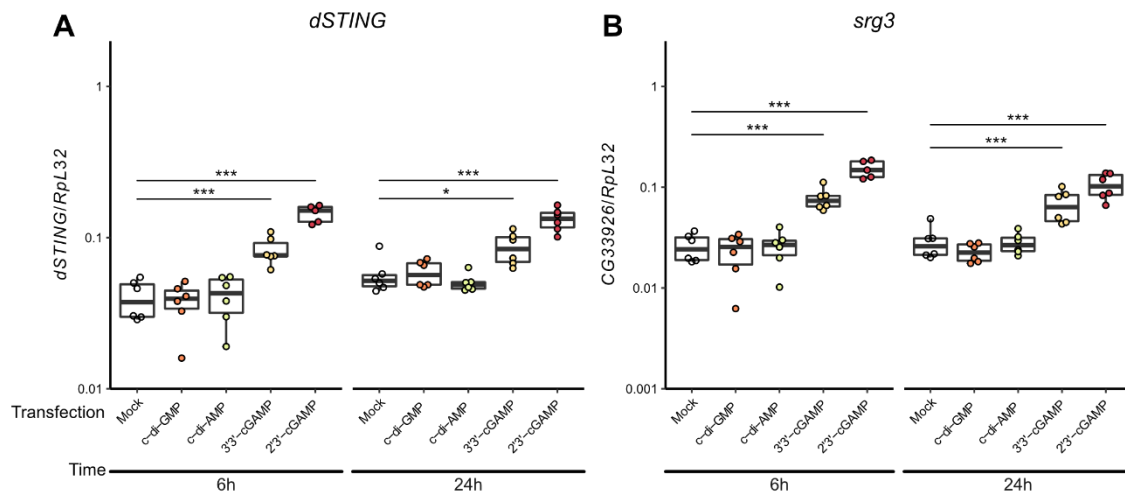 A
dSTING
dSTING/RpL32
1
0.1
0.01
***
***
***
*
Transfection
Mock
c-di-GMP
c-di-AMP
3'3'-cGAMP
2'3'-cGAMP
Mock
c-di-GMP
c-di-AMP
3'3'-cGAMP
2'3'-cGAMP
Time
6h
24h
B
srg3
CG33926/RpL32
1
0.1
0.01
0.001
***
***
***
***
Mock
c-di-GMP
c-di-AMP
3'3'-cGAMP
2'3'-cGAMP
Mock
c-di-GMP
c-di-AMP
3'3'-cGAMP
2'3'-cGAMP
6h
24h